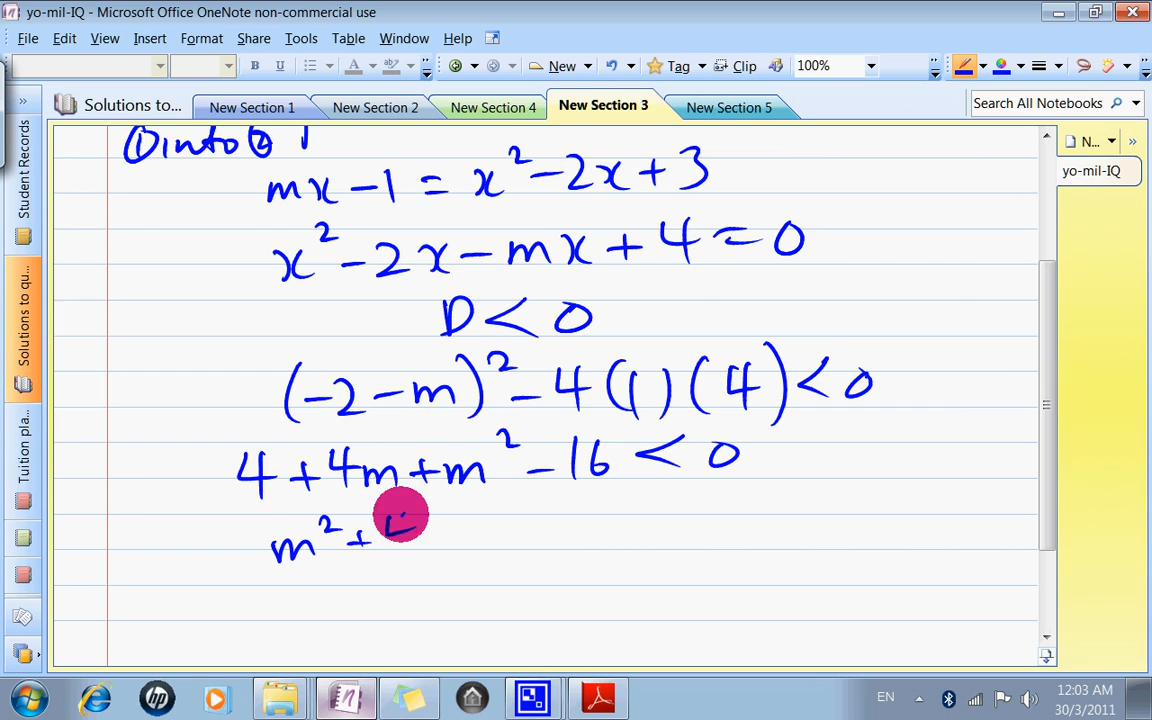 yo-mil-IQ - Microsoft Office OneNote non-commercial use
File Edit View Insert Format Share Tools Table Window Help
B U A ab New Tag Clip 100%
Solutions to... New Section 1 New Section 2 New Section 4 New Section 3 New Section 5 Search All Notebooks
N...
yo-mil-IQ
Student Records
Solutions to qu...
Tuition pla...
① into ②
mx - 1 = x² - 2x + 3
x² - 2x - mx + 4 = 0
D < 0
(-2 - m)² - 4(1)(4) < 0
4 + 4m + m² - 16 < 0
m² +
EN 12:03 AM
30/3/2011